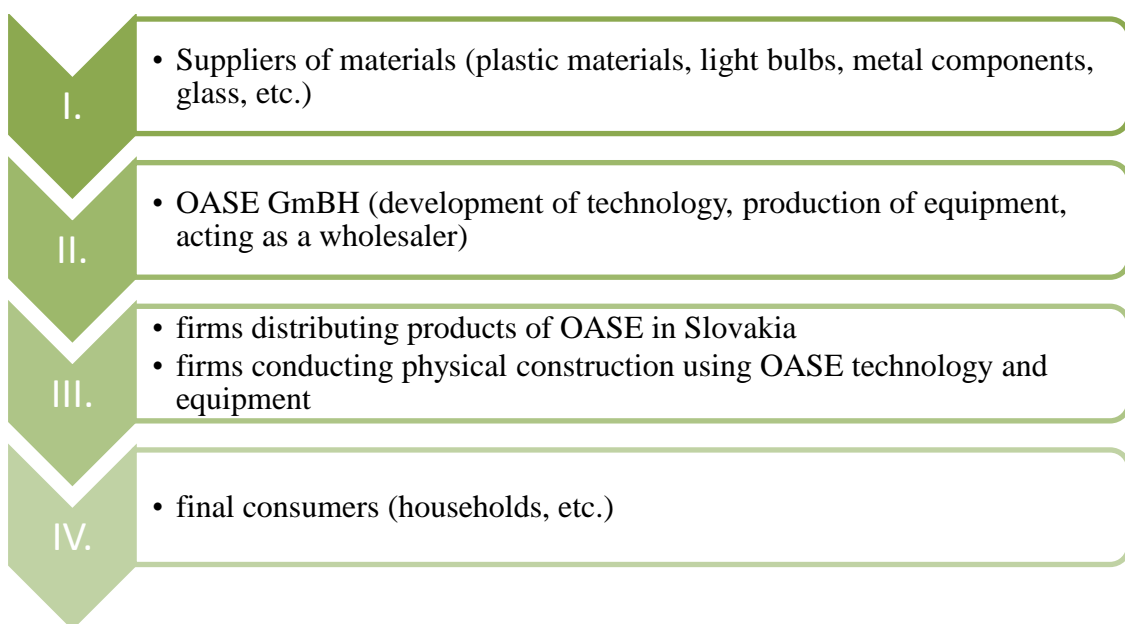 I.
• Suppliers of materials (plastic materials, light bulbs, metal components,
glass, etc.)
II.
• OASE GmBH (development of technology, production of equipment,
acting as a wholesaler)
III.
• firms distributing products of OASE in Slovakia
• firms conducting physical construction using OASE technology and
equipment
IV.
• final consumers (households, etc.)